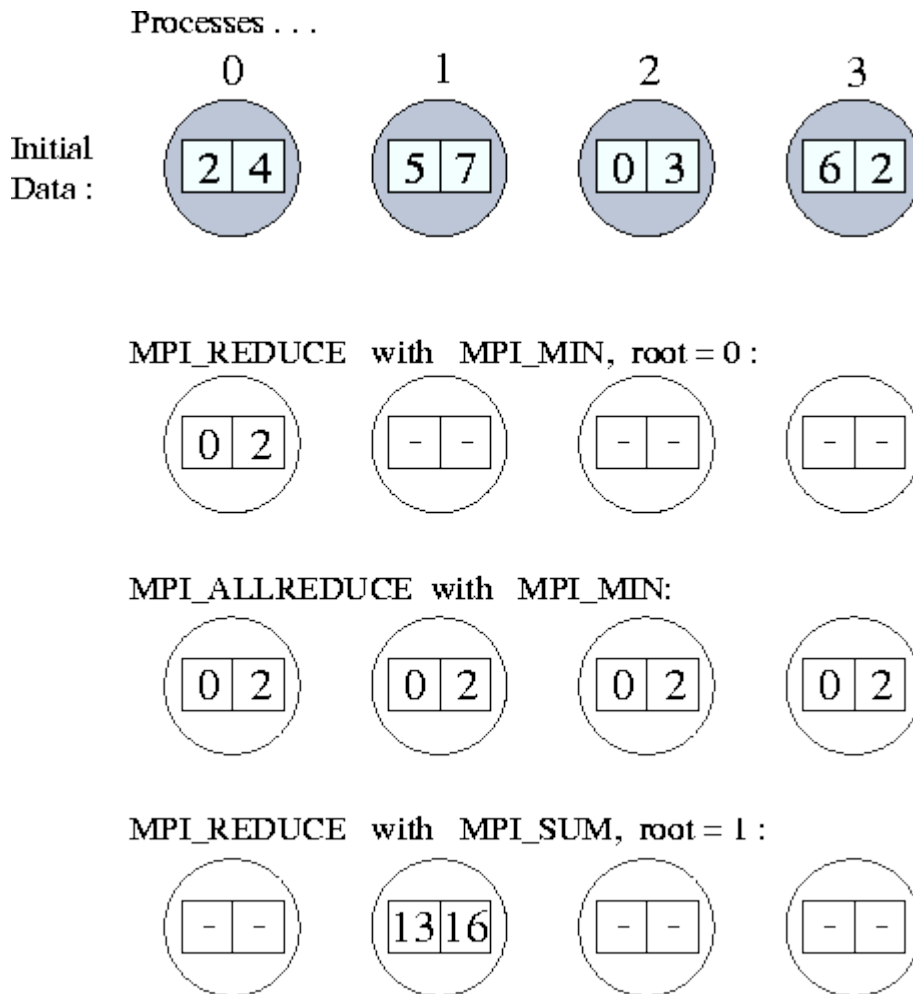 Processes . . .
0 1 2 3
Initial
Data :
2 4 5 7 0 3 6 2
MPI_REDUCE with MPI_MIN, root = 0 :
0 2 - - - - - -
MPI_ALLREDUCE with MPI_MIN:
0 2 0 2 0 2 0 2
MPI_REDUCE with MPI_SUM, root = 1 :
- - 13 16 - - - -